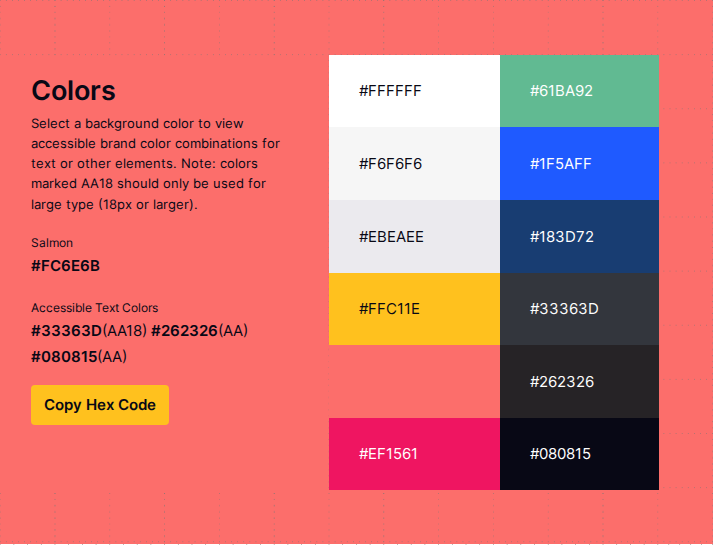 Colors
Select a background color to view
accessible brand color combinations for
text or other elements. Note: colors
marked AA18 should only be used for
large type (18px or larger).
Salmon
#FC6E6B
Accessible Text Colors
#33363D(AA18) #262326(AA)
#080815(AA)
Copy Hex Code
#FFFFFF
#61BA92
#F6F6F6
#1F5AFF
#EBEAEE
#183D72
#FFC11E
#33363D
#262326
#EF1561
#080815